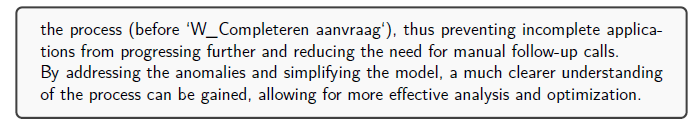 the process (before ‘W_Completeren aanvraag‘), thus preventing incomplete applica-
tions from progressing further and reducing the need for manual follow-up calls.
By addressing the anomalies and simplifying the model, a much clearer understanding
of the process can be gained, allowing for more effective analysis and optimization.